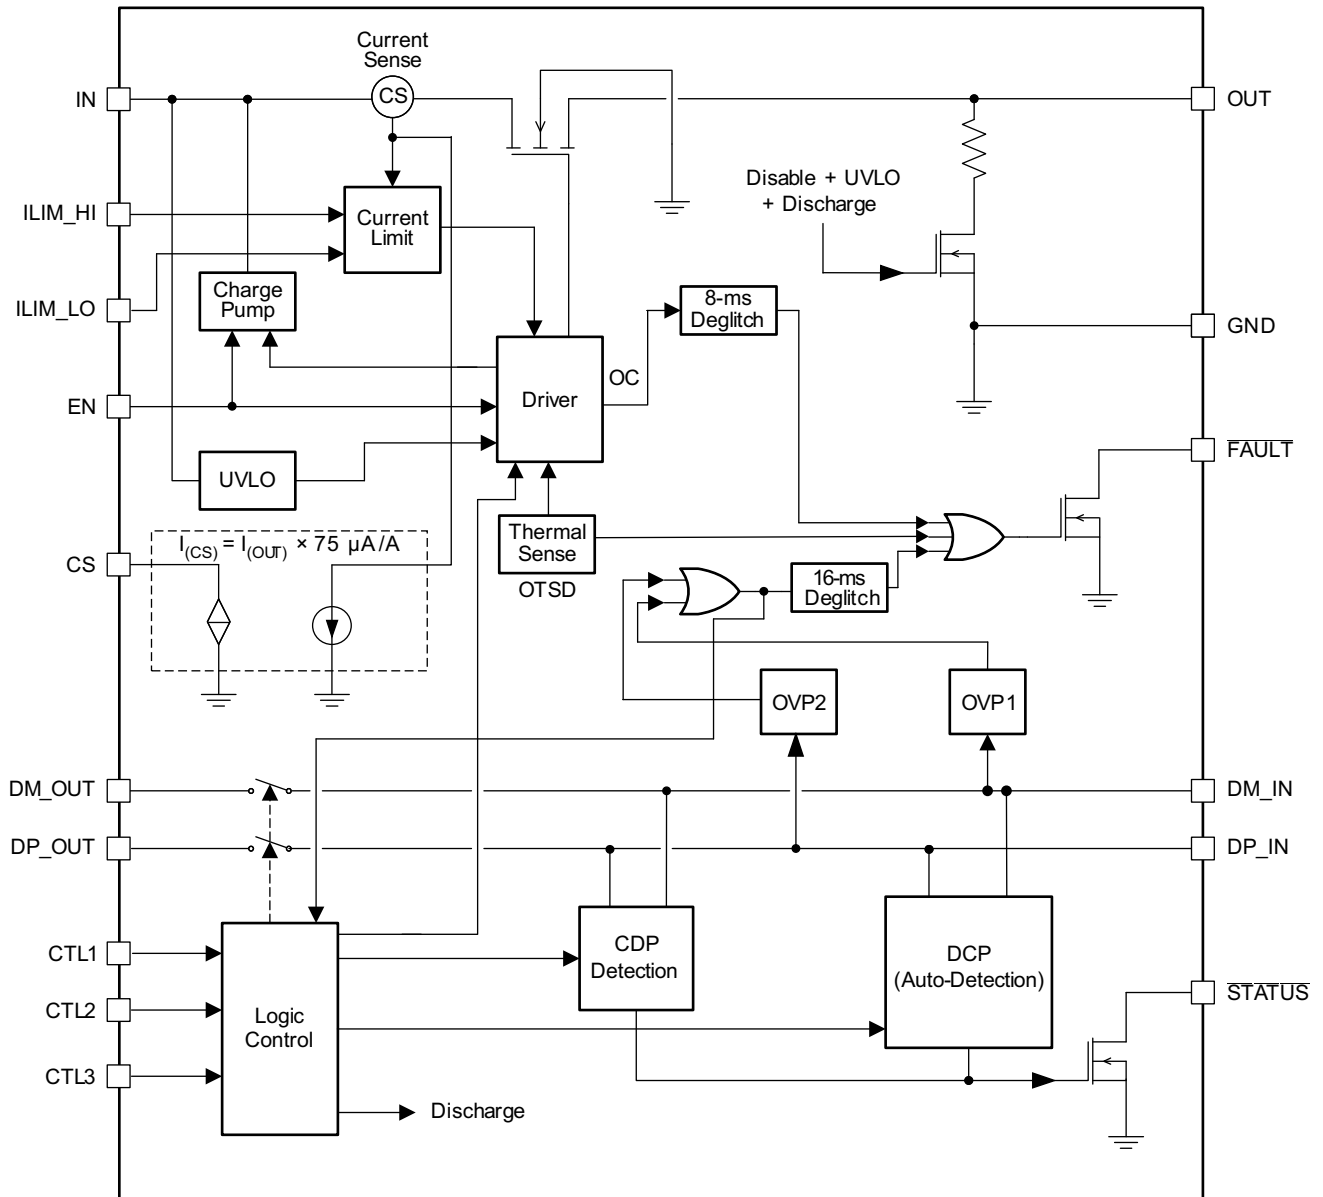 Current
Sense
IN
CS
OUT
Disable + UVLO
+ Discharge
ILIM_HI
Current
Limit
ILIM_LO
Charge
Pump
8-ms
Deglitch
GND
OC
EN
Driver
FAULT
UVLO
I(CS) = I(OUT) × 75 µA/A
Thermal
Sense
CS
OTSD
16-ms
Deglitch
OVP2
OVP1
DM_OUT
DM_IN
DP_OUT
DP_IN
CTL1
CDP
Detection
DCP
(Auto-Detection)
STATUS
CTL2
Logic
Control
CTL3
Discharge